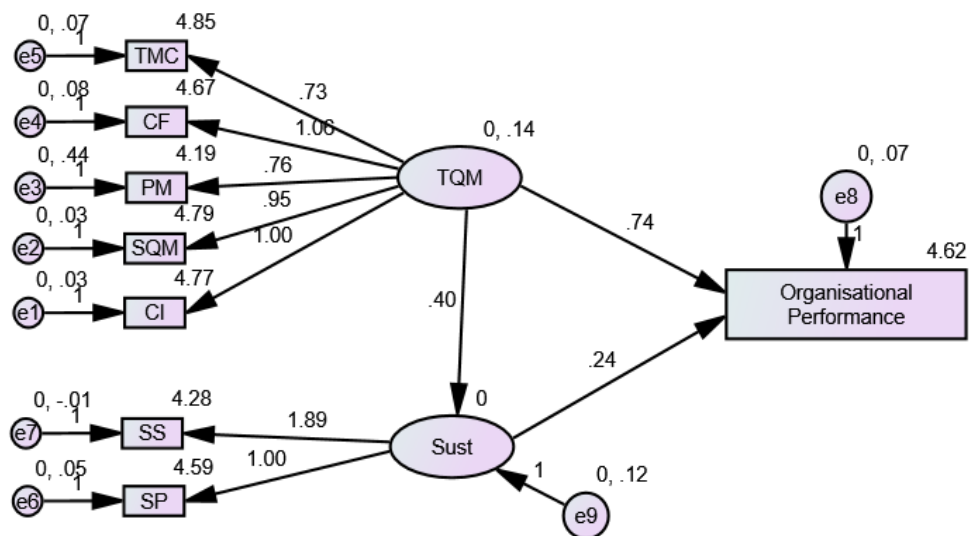 0, .07
4.85
e5
1
TMC
.73
0, .08
4.67
e4
1
CF
1.06
0, .14
0, .44
4.19
e3
1
PM
.76
TQM
0, .07
e8
0, .03
4.79
e2
1
SQM
.95
.74
1
4.62
0, .03
4.77
e1
1
CI
1.00
Organisational
Performance
.40
.24
0, -.01
4.28
e7
1
SS
1.89
0
Sust
0, .05
4.59
e6
1
SP
1.00
1
0, .12
e9